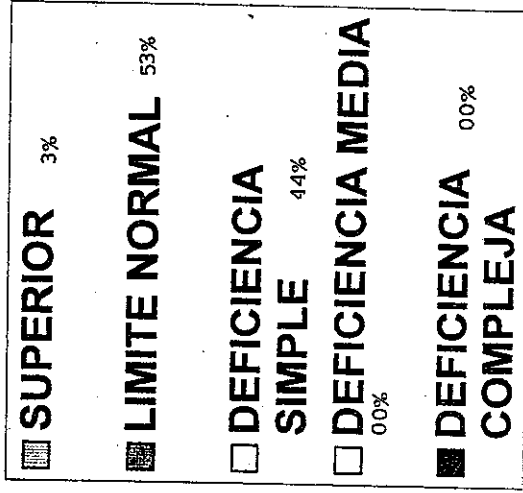 SUPERIOR
3%
LIMITE NORMAL 53%
DEFICIENCIA
SIMPLE 44%
DEFICIENCIA MEDIA
00%
DEFICIENCIA 00%
COMPLEJA